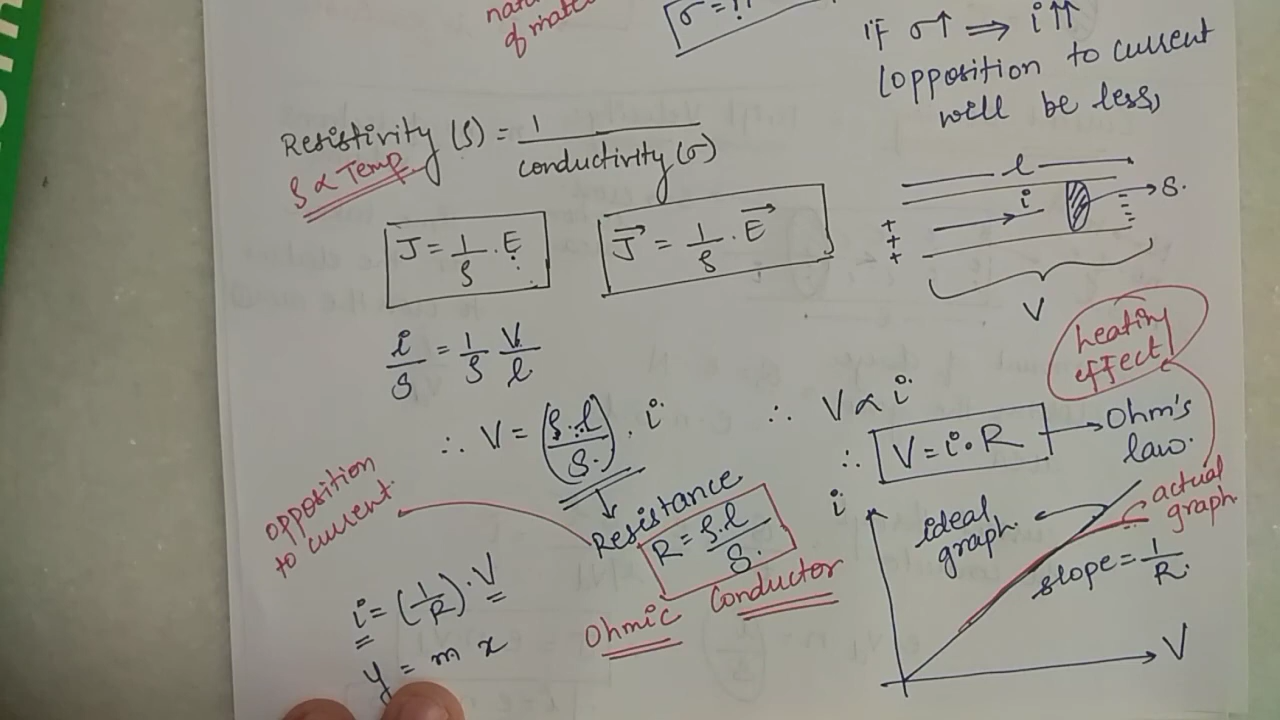 of matte
σ = ?
if σ↑ ⟹ i↑↑
(opposition to current
will be less)
Resistivity (ρ) = 1 / conductivity (σ)
ρ ∝ Temp.
J = 1/ρ . E
J⃗ = 1/ρ . E⃗
l
i
S.
+
+
+
V
i/S = 1/ρ V/l
∴ V = (ρ.l/S.) . i
∴ V ∝ i
∴ V = i . R
Ohm's
law.
heating
effect
opposition
to current.
Resistance
R = ρ.l/S.
Ohmic Conductor
i = (1/R) . V
y = m x
i
ideal
graph.
actual
graph.
slope = 1/R.
V